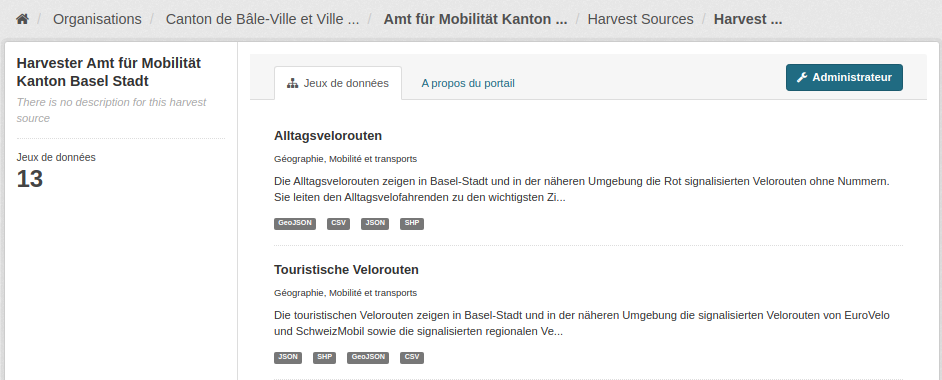 Organisations / Canton de Bâle-Ville et Ville ... / Amt für Mobilität Kanton ... / Harvest Sources / Harvest ...
Harvester Amt für Mobilität
Kanton Basel Stadt
There is no description for this harvest
source
Jeux de données
13
Jeux de données
A propos du portail
Administrateur
Alltagsvelorouten
Géographie, Mobilité et transports
Die Alltagsvelorouten zeigen in Basel-Stadt und in der näheren Umgebung die Rot signalisierten Velorouten ohne Nummern.
Sie leiten den Alltagsvelofahrenden zu den wichtigsten Zi...
GeoJSON CSV JSON SHP
Touristische Velorouten
Géographie, Mobilité et transports
Die touristischen Velorouten zeigen in Basel-Stadt und in der näheren Umgebung die signalisierten Velorouten von EuroVelo
und SchweizMobil sowie die signalisierten regionalen Ve...
JSON SHP GeoJSON CSV